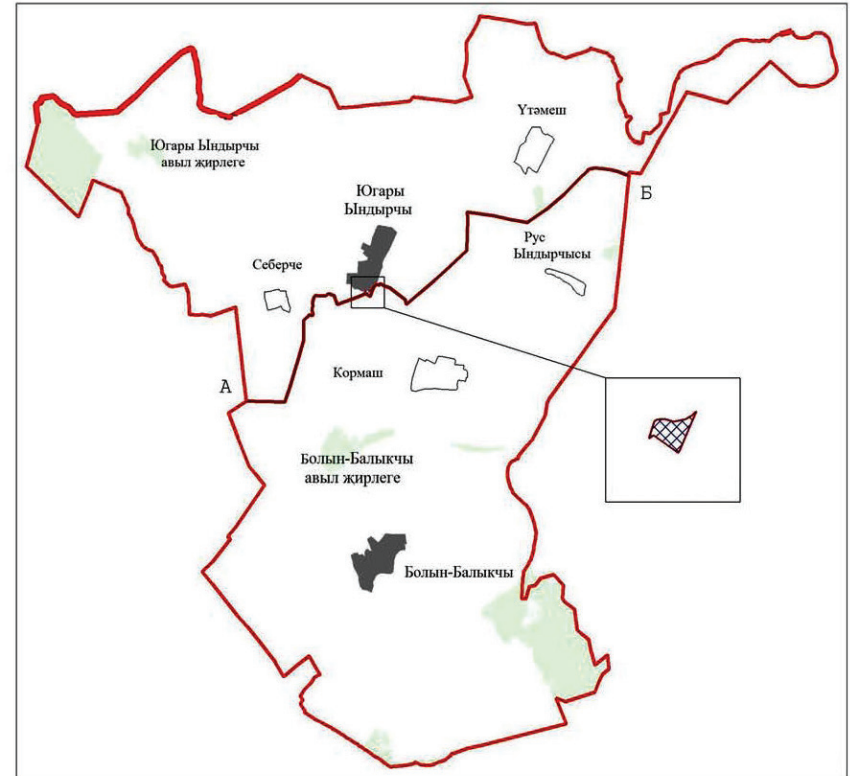 Үтәмеш
Югары Ындырчы
авыл җирлеге
Югары
Ындырчы
Б
Рус
Ындырчысы
Себерче
А
Кормаш
Болын-Балыкчы
авыл җирлеге
Болын-Балыкчы